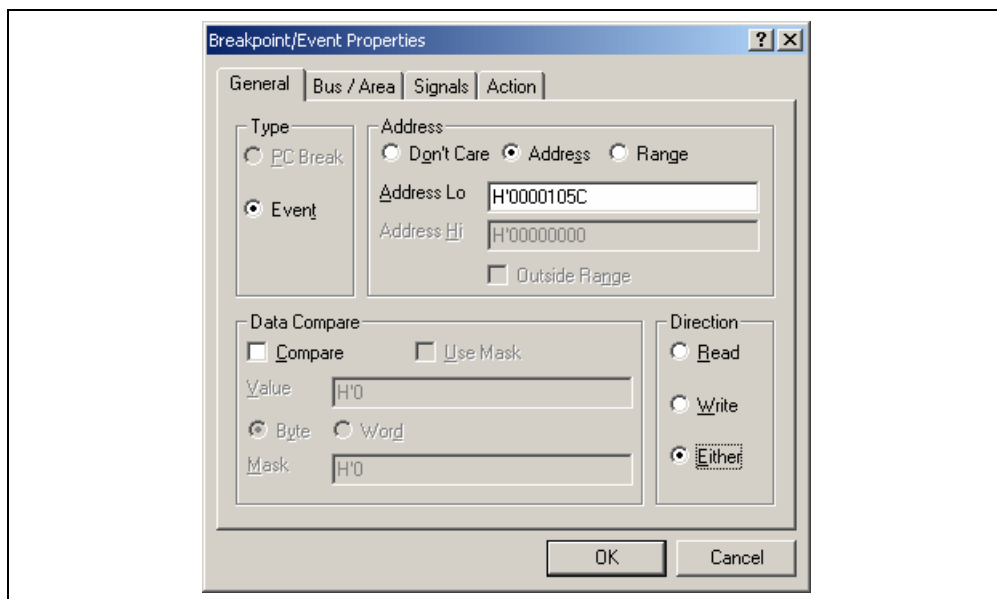 Breakpoint/Event Properties
General Bus / Area Signals Action
Type
PC Break
Event
Address
Don't Care Address Range
Address Lo H'0000105C
Address Hi H'00000000
Outside Range
Data Compare
Compare Use Mask
Value H'0
Byte Word
Mask H'0
Direction
Read
Write
Either
OK Cancel